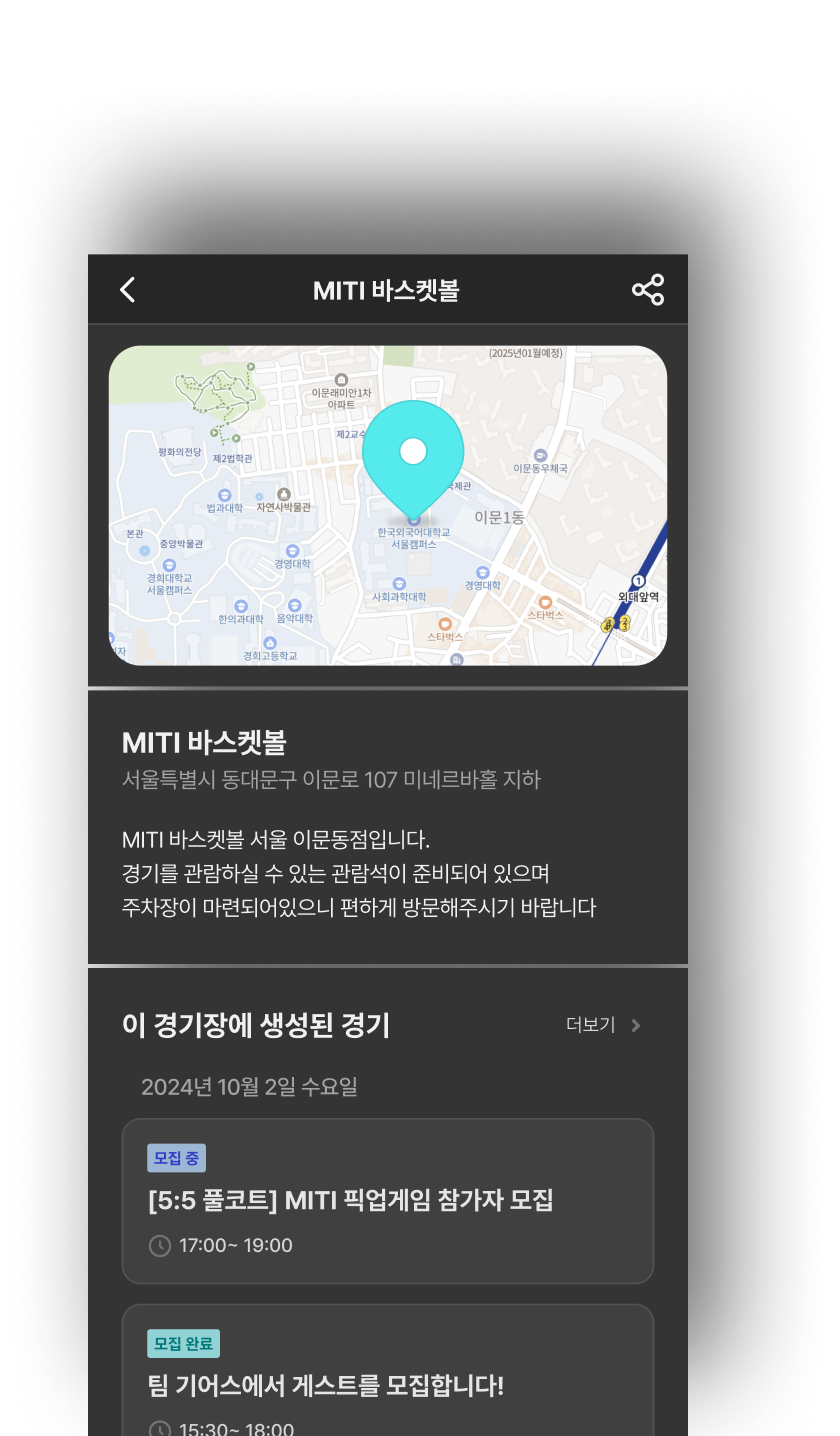 MITI 바스켓볼
(2025년01월예정)
이문래미안1차
아파트
제2교수
평화의전당
제2법학관
국제관
이문동우체국
법과대학
자연사박물관
이문1동
본관
중앙박물관
한국외국어대학교
서울캠퍼스
경영대학
경희대학교
서울캠퍼스
사회과학대학
경영대학
1
외대앞역
한의과대학
음악대학
스타벅스
스타벅스
경희고등학교
MITI 바스켓볼
서울특별시 동대문구 이문로 107 미네르바홀 지하
MITI 바스켓볼 서울 이문동점입니다.
경기를 관람하실 수 있는 관람석이 준비되어 있으며
주차장이 마련되어있으니 편하게 방문해주시기 바랍니다
이 경기장에 생성된 경기
더보기
2024년 10월 2일 수요일
모집 중
[5:5 풀코트] MITI 픽업게임 참가자 모집
17:00~ 19:00
모집 완료
팀 기어스에서 게스트를 모집합니다!
15:30~ 18:00